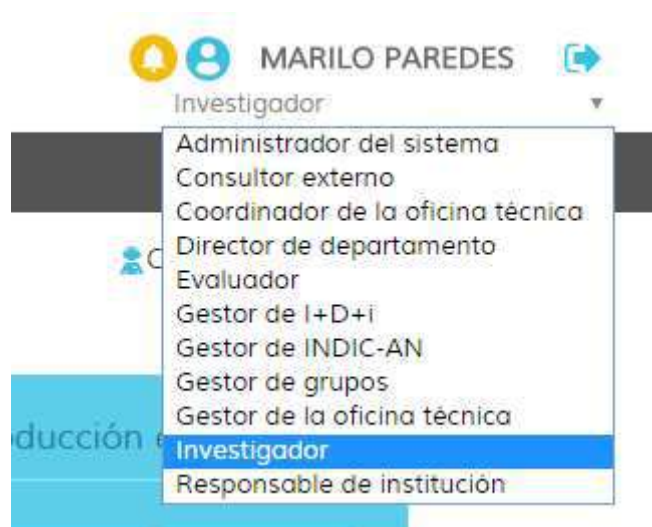 MARILO PAREDES
Investigador
Administrador del sistema
Consultor externo
Coordinador de la oficina técnica
Director de departamento
Evaluador
Gestor de I+D+i
Gestor de INDIC-AN
Gestor de grupos
Gestor de la oficina técnica
Investigador
Responsable de institución